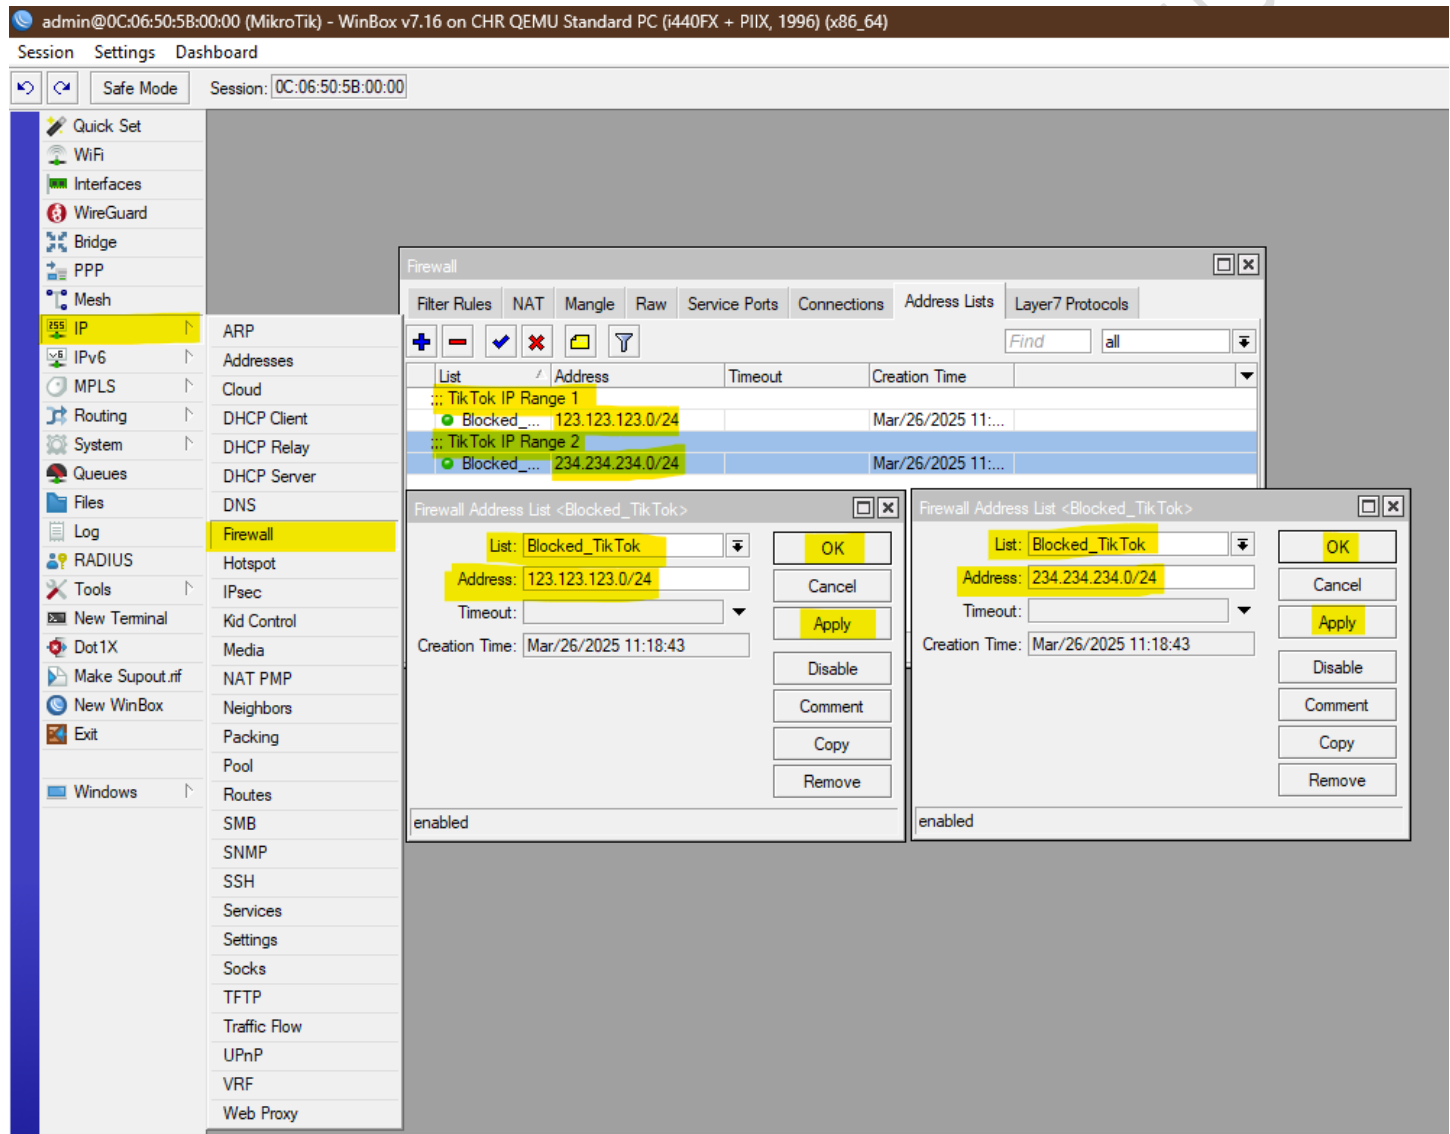 admin@0C:06:50:5B:00:00 (MikroTik) - WinBox v7.16 on CHR QEMU Standard PC (i440FX + PIIX, 1996) (x86_64)
Session Settings Dashboard
Safe Mode Session: 0C:06:50:5B:00:00
Quick Set
WiFi
Interfaces
WireGuard
Bridge
PPP
Mesh
IP
IPv6
MPLS
Routing
System
Queues
Files
Log
RADIUS
Tools
New Terminal
Dot1X
Make Supout.rif
New WinBox
Exit
Windows
ARP
Addresses
Cloud
DHCP Client
DHCP Relay
DHCP Server
DNS
Firewall
Hotspot
IPsec
Kid Control
Media
NAT PMP
Neighbors
Packing
Pool
Routes
SMB
SNMP
SSH
Services
Settings
Socks
TFTP
Traffic Flow
UPnP
VRF
Web Proxy
Firewall
Filter Rules NAT Mangle Raw Service Ports Connections Address Lists Layer7 Protocols
Find all
List Address Timeout Creation Time
;;; TikTok IP Range 1
Blocked_... 123.123.123.0/24 Mar/26/2025 11:...
;;; TikTok IP Range 2
Blocked_... 234.234.234.0/24 Mar/26/2025 11:...
Firewall Address List <Blocked_TikTok>
List: Blocked_TikTok
Address: 123.123.123.0/24
Timeout:
Creation Time: Mar/26/2025 11:18:43
OK
Cancel
Apply
Disable
Comment
Copy
Remove
enabled
Firewall Address List <Blocked_TikTok>
List: Blocked_TikTok
Address: 234.234.234.0/24
Timeout:
Creation Time: Mar/26/2025 11:18:43
OK
Cancel
Apply
Disable
Comment
Copy
Remove
enabled